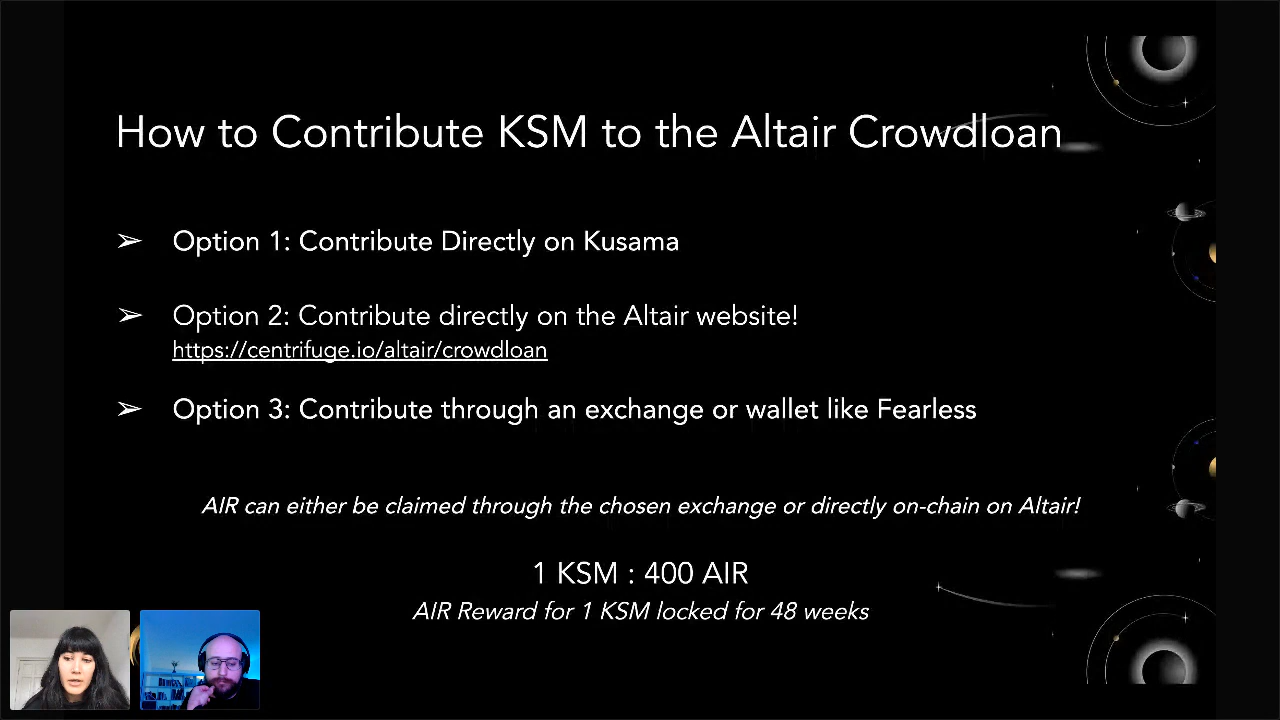 How to Contribute KSM to the Altair Crowdloan
➢ Option 1: Contribute Directly on Kusama
➢ Option 2: Contribute directly on the Altair website!
https://centrifuge.io/altair/crowdloan
➢ Option 3: Contribute through an exchange or wallet like Fearless
AIR can either be claimed through the chosen exchange or directly on-chain on Altair!
1 KSM : 400 AIR
AIR Reward for 1 KSM locked for 48 weeks